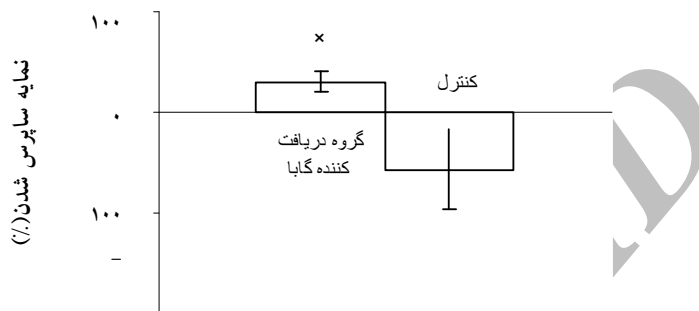 ۱۰۰
×
کنترل
۰
گروه دریافت
کننده گابا
۱۰۰
–
نمایه ساپرس شدن(٪)